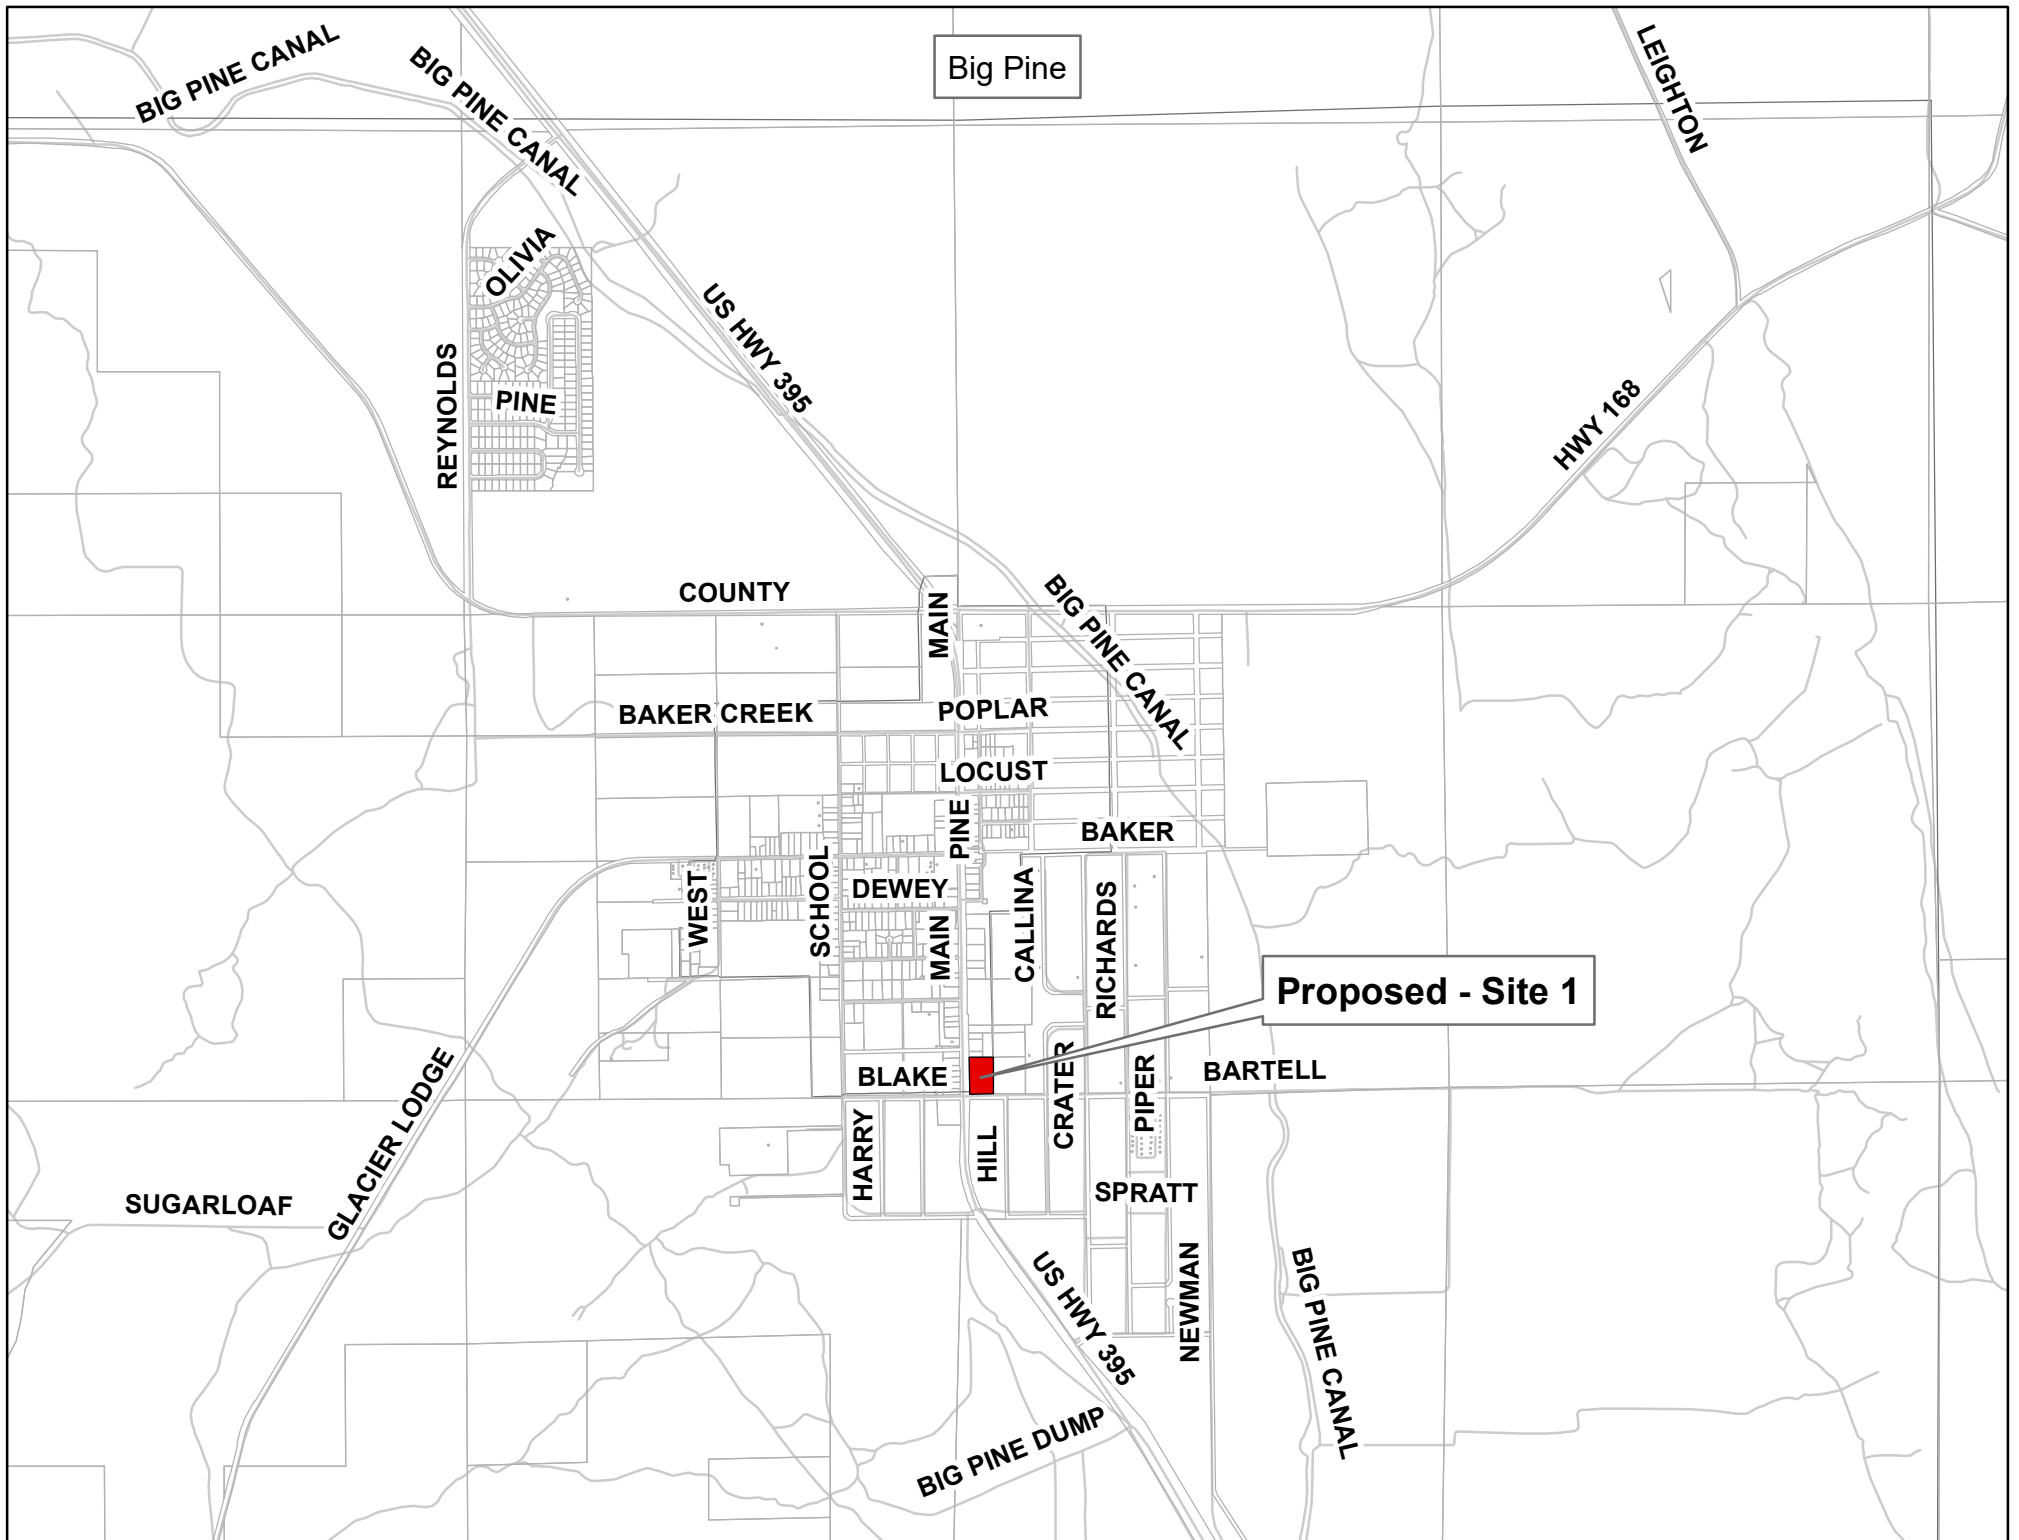 BIG PINE CANAL
BIG PINE CANAL
Big Pine
LEIGHTON
OLIVIA
US HWY 395
REYNOLDS
PINE
HWY 168
COUNTY
MAIN
BIG PINE CANAL
BAKER CREEK
POPLAR
LOCUST
PINE
BAKER
WEST
SCHOOL
DEWEY
MAIN
CALLINA
RICHARDS
Proposed - Site 1
BLAKE
CRATER
PIPER
BARTELL
GLACIER LODGE
HARRY
HILL
SUGARLOAF
SPRATT
US HWY 395
NEWMAN
BIG PINE CANAL
BIG PINE DUMP